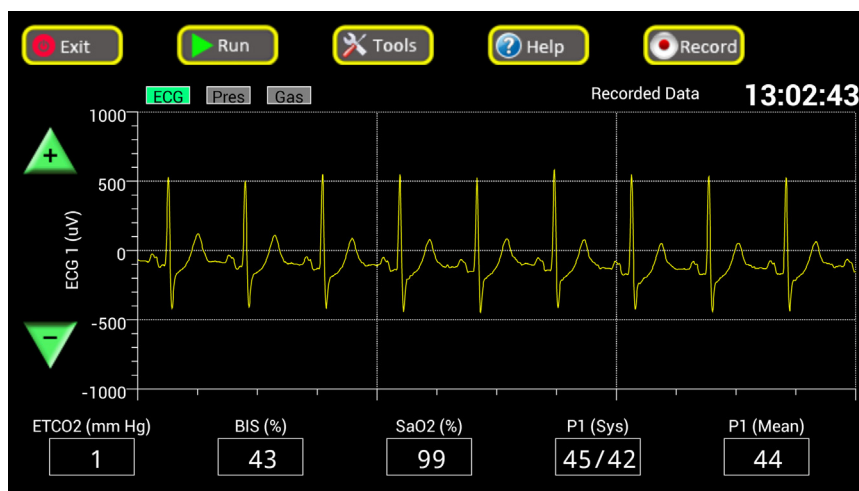 Exit Run Tools Help Record
ECG Pres Gas Recorded Data 13:02:43
1000
+
500
ECG 1 (uV)
0
-500
−
-1000
ETCO2 (mm Hg) BIS (%) SaO2 (%) P1 (Sys) P1 (Mean)
1 43 99 45/42 44